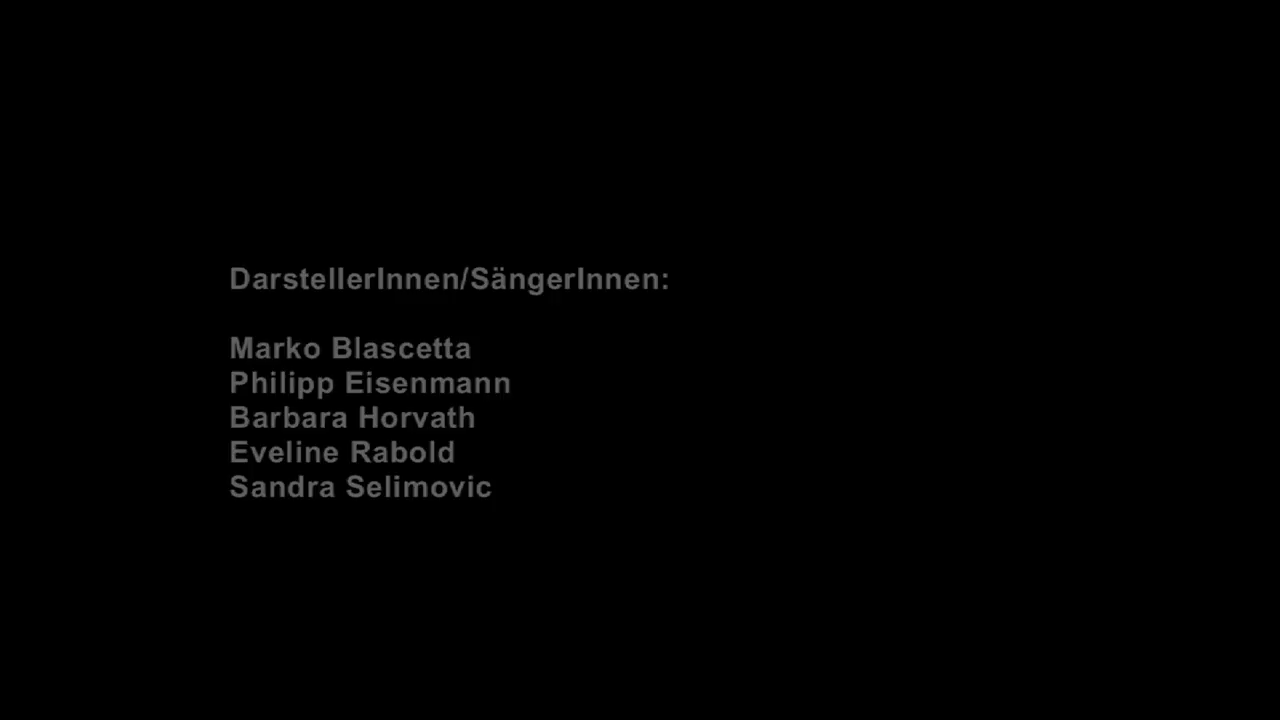 DarstellerInnen/SängerInnen:
Marko Blascetta
Philipp Eisenmann
Barbara Horvath
Eveline Rabold
Sandra Selimovic